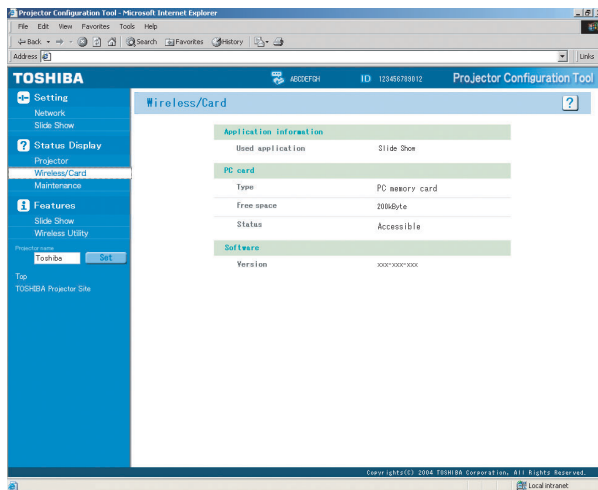 Projector Configuration Tool - Microsoft Internet Explorer
File Edit View Favorites Tools Help
Back Search Favorites History
Address Links
TOSHIBA ABCDEFGH ID 123456789012 Projector Configuration Tool
Setting
Network
Slide Show
Status Display
Projector
Wireless/Card
Maintenance
Features
Slide Show
Wireless Utility
Projector name
Toshiba Set
Top
TOSHIBA Projector Site
Wireless/Card ?
Application information
Used application Slide Show
PC card
Type PC memory card
Free space 200kByte
Status Accessible
Software
Version xxx-xxx-xxx
Copyrights(C) 2004 TOSHIBA Corporation, All Rights Reserved.
Local intranet